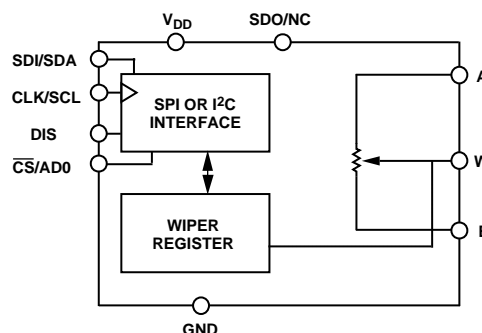 VDD
SDO/NC
SDI/SDA
CLK/SCL
DIS
CS/AD0
SPI OR I2C
INTERFACE
WIPER
REGISTER
A
W
B
GND